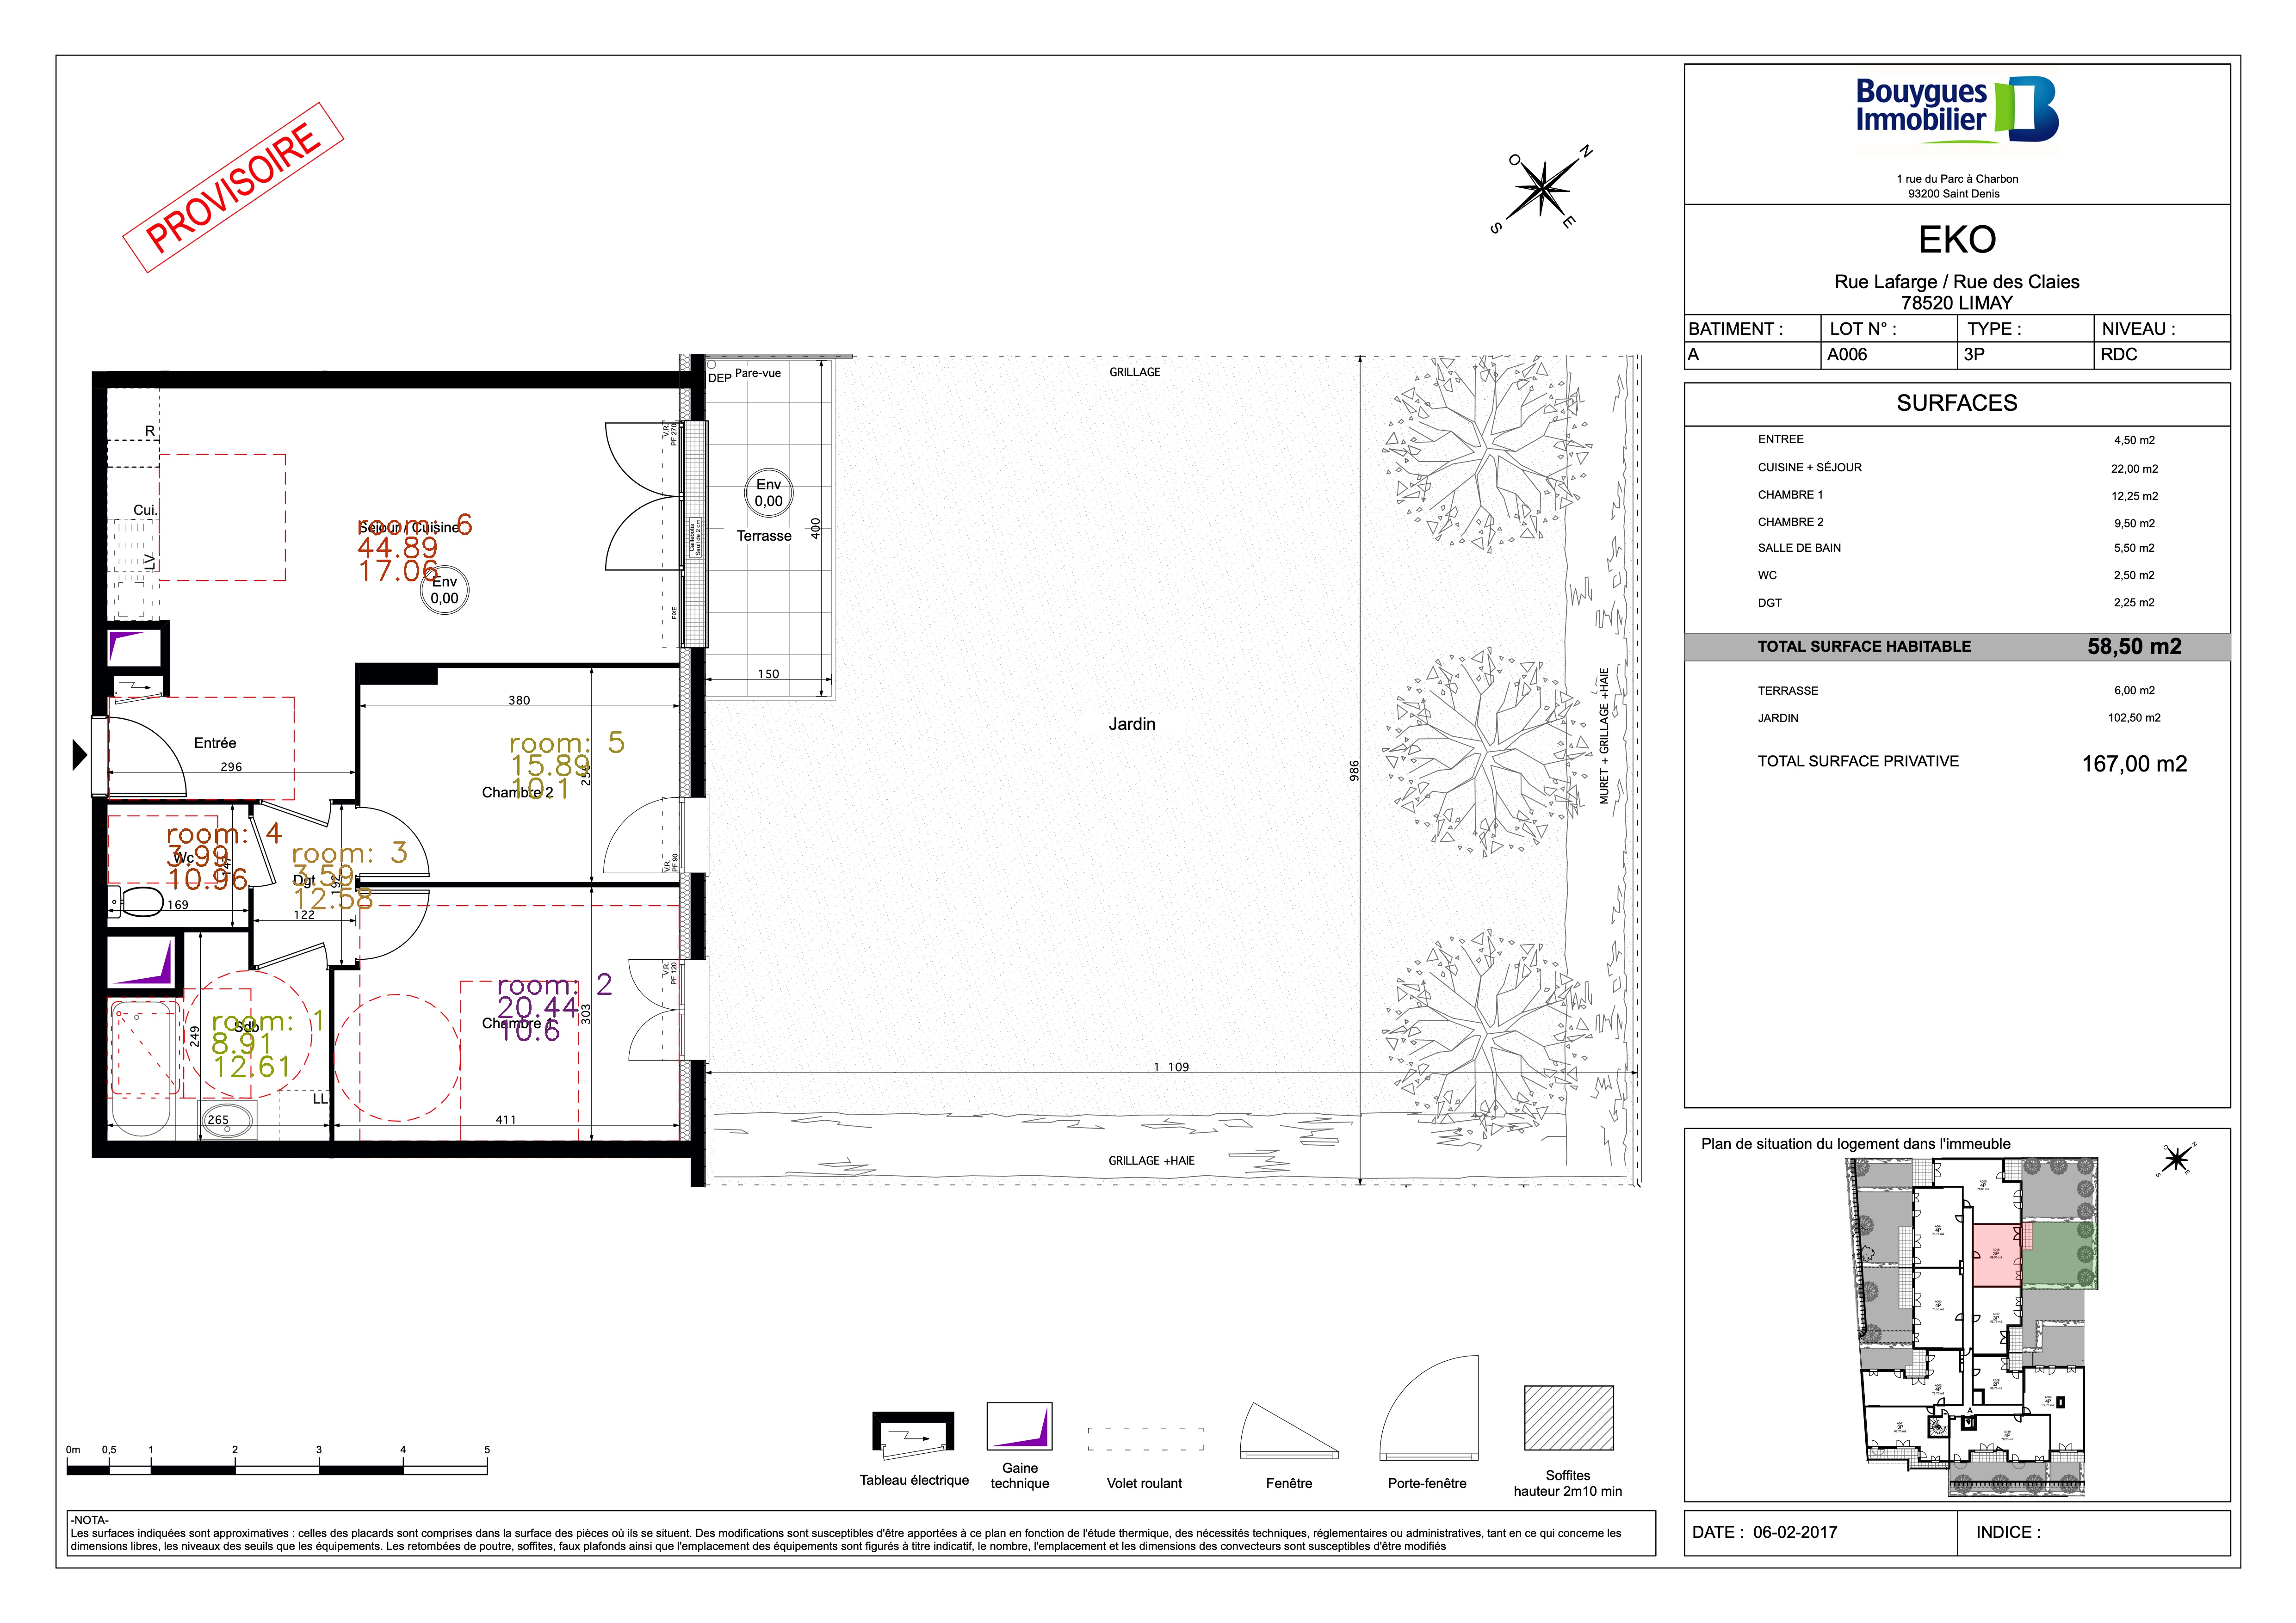 PROVISOIRE
O
N
S
E
Bouygues
Immobilier
1 rue du Parc à Charbon
93200 Saint Denis
EKO
Rue Lafarge / Rue des Claies
78520 LIMAY
BATIMENT :
LOT N° :
TYPE :
NIVEAU :
A
A006
3P
RDC
SURFACES
ENTREE 4,50 m2
CUISINE + SÉJOUR 22,00 m2
CHAMBRE 1 12,25 m2
CHAMBRE 2 9,50 m2
SALLE DE BAIN 5,50 m2
WC 2,50 m2
DGT 2,25 m2
TOTAL SURFACE HABITABLE 58,50 m2
TERRASSE 6,00 m2
JARDIN 102,50 m2
TOTAL SURFACE PRIVATIVE 167,00 m2
DEP
Pare-vue
GRILLAGE
R
V.R.
PF 270
Cui.
LV
Séjour / Cuisine
room: 6
44.89
17.06
Env
0,00
FIXE
Caillebotis
Seuil de 2 cm
Env
0,00
Terrasse
400
150
Entrée
296
380
room: 5
15.89
10.1
Chambre 2
256
V.R.
PF 90
Jardin
986
MURET + GRILLAGE +HAIE
room: 4
3.99
10.96
Wc
147
169
room: 3
3.59
12.58
Dgt
192
122
room: 2
20.44
10.6
Chambre 1
303
V.R.
PF 120
room: 1
8.91
12.61
Sdb
249
LL
265
411
1 109
GRILLAGE +HAIE
Plan de situation du logement dans l'immeuble
0m 0,5 1 2 3 4 5
Tableau électrique
Gaine
technique
Volet roulant
Fenêtre
Porte-fenêtre
Soffites
hauteur 2m10 min
-NOTA-
Les surfaces indiquées sont approximatives : celles des placards sont comprises dans la surface des pièces où ils se situent. Des modifications sont susceptibles d'être apportées à ce plan en fonction de l'étude thermique, des nécessités techniques, réglementaires ou administratives, tant en ce qui concerne les
dimensions libres, les niveaux des seuils que les équipements. Les retombées de poutre, soffites, faux plafonds ainsi que l'emplacement des équipements sont figurés à titre indicatif, le nombre, l'emplacement et les dimensions des convecteurs sont susceptibles d'être modifiés
DATE : 06-02-2017
INDICE :